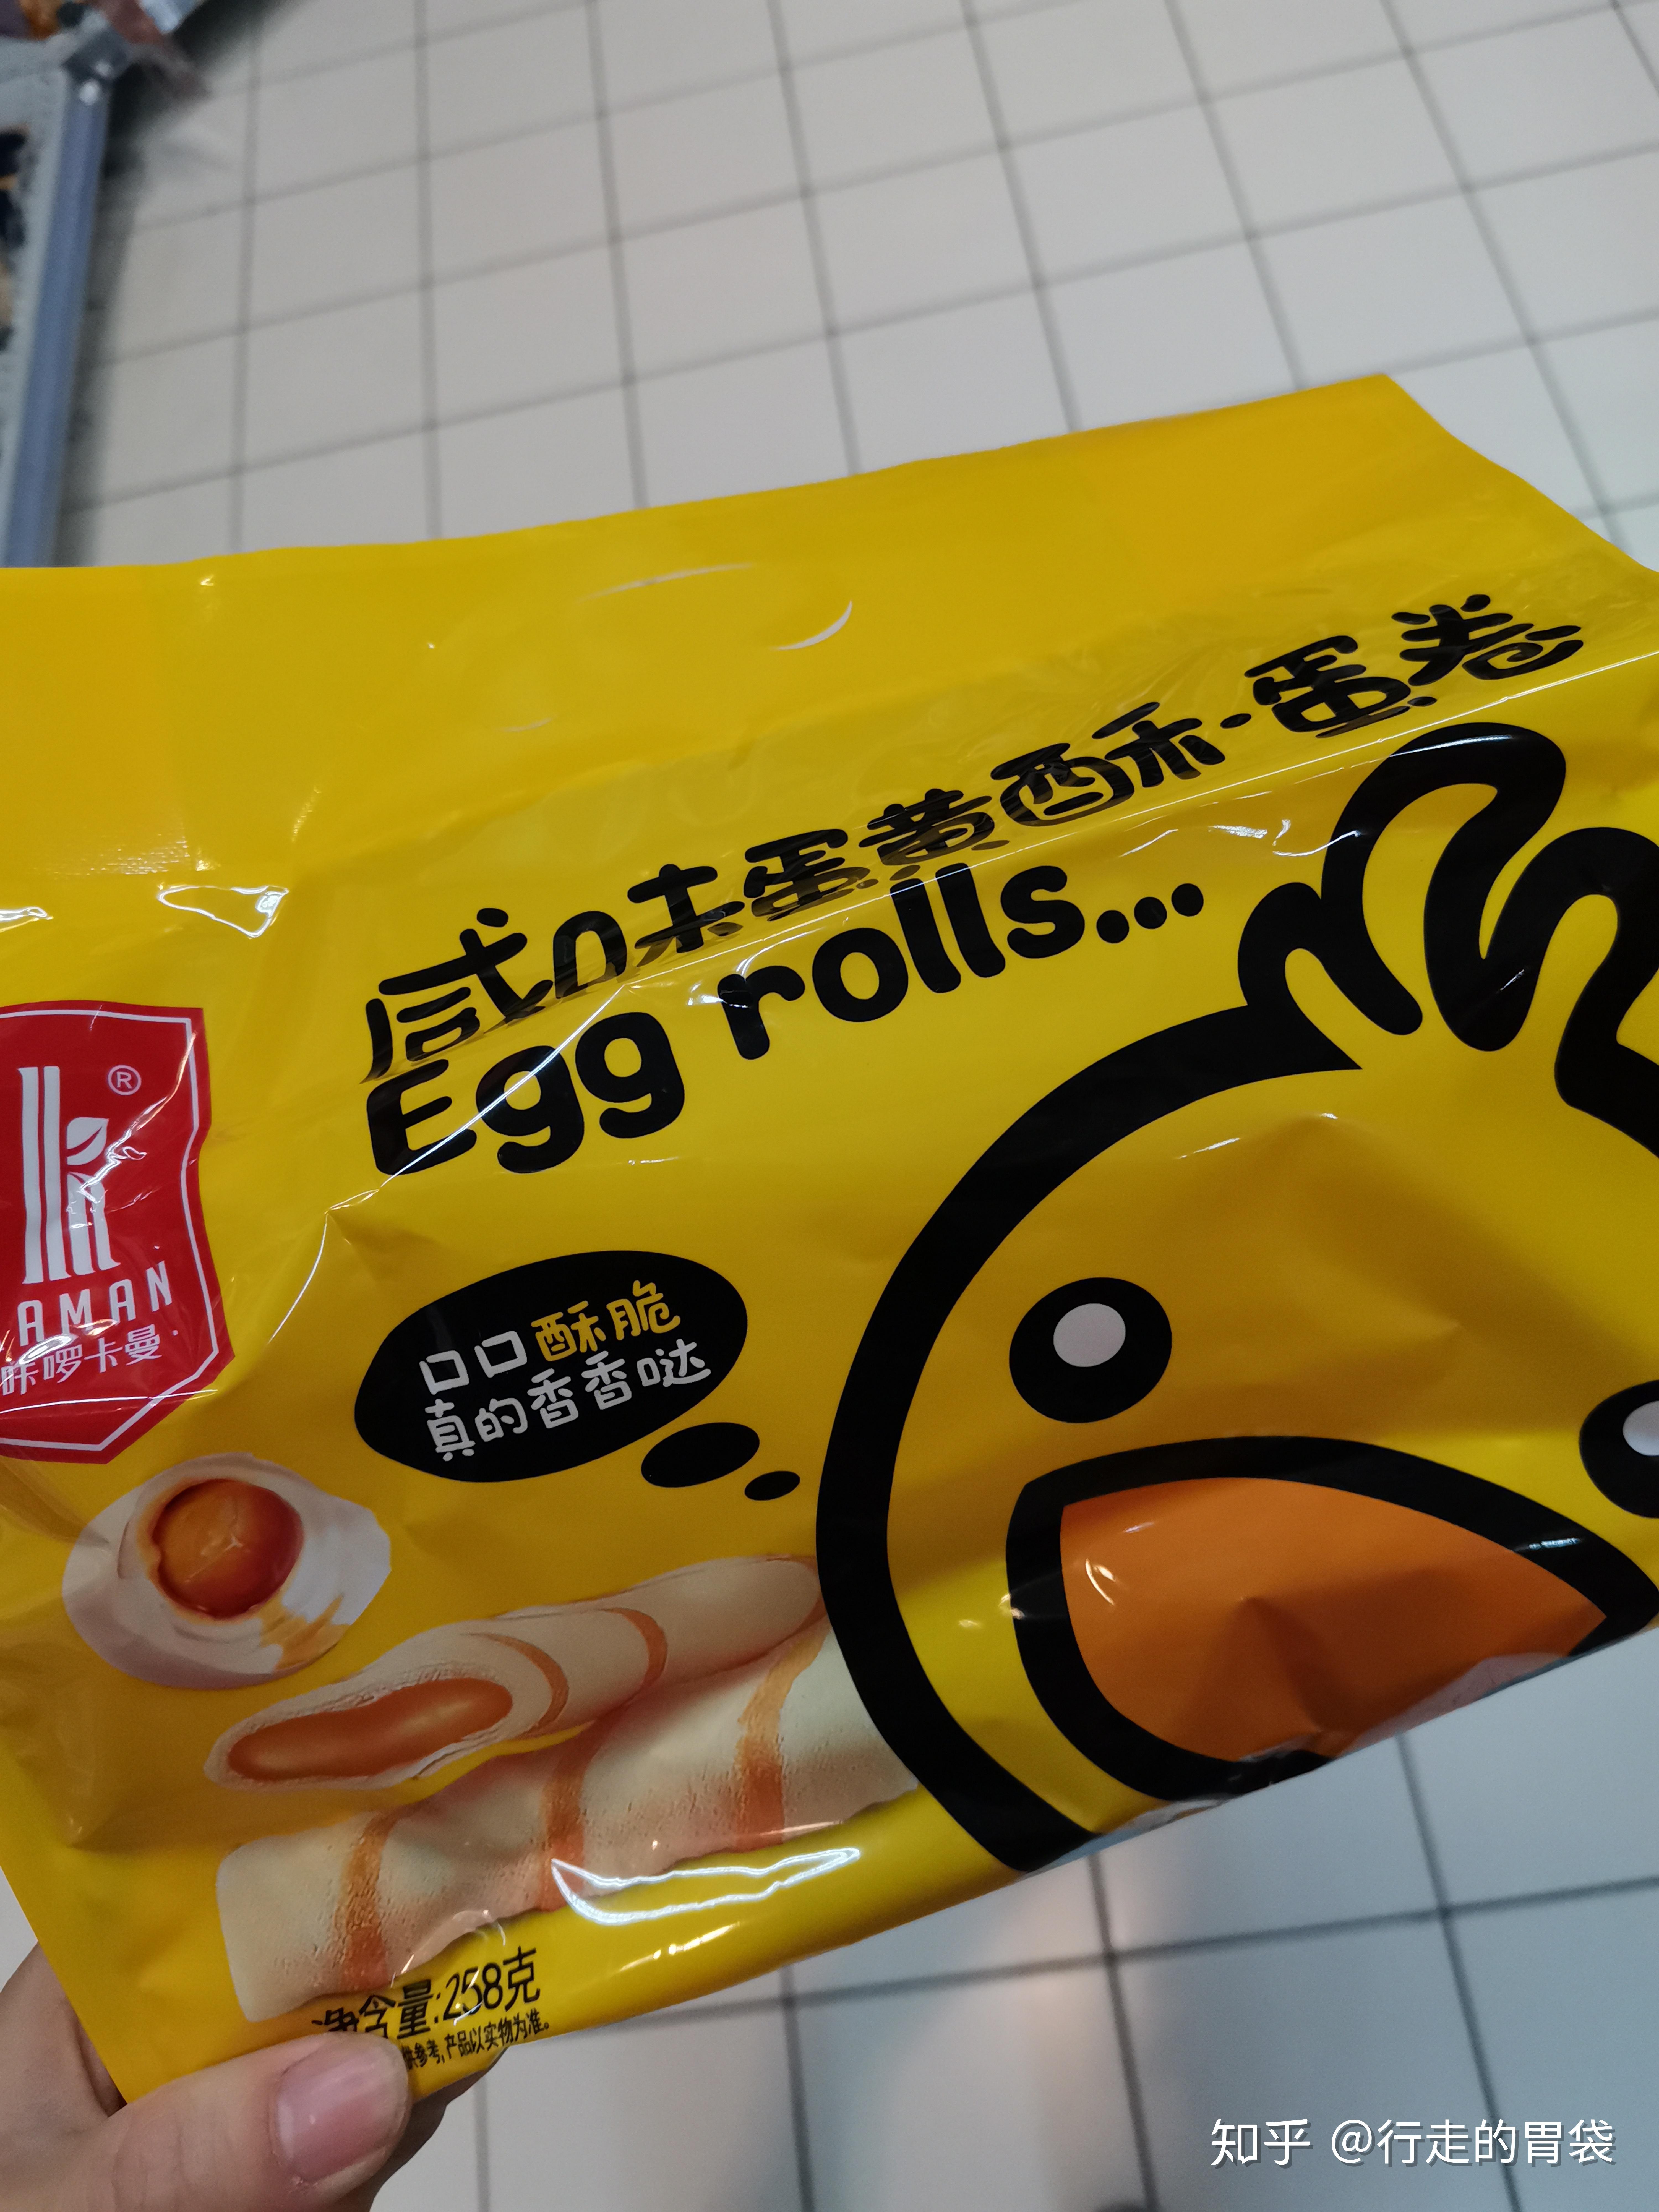 咸味蛋黄酥·蛋卷
Egg rolls...
®
AMAN
咔啰卡曼
口口酥脆
真的香香哒
净含量:258克
供参考,产品以实物为准。
知乎 @行走的胃袋